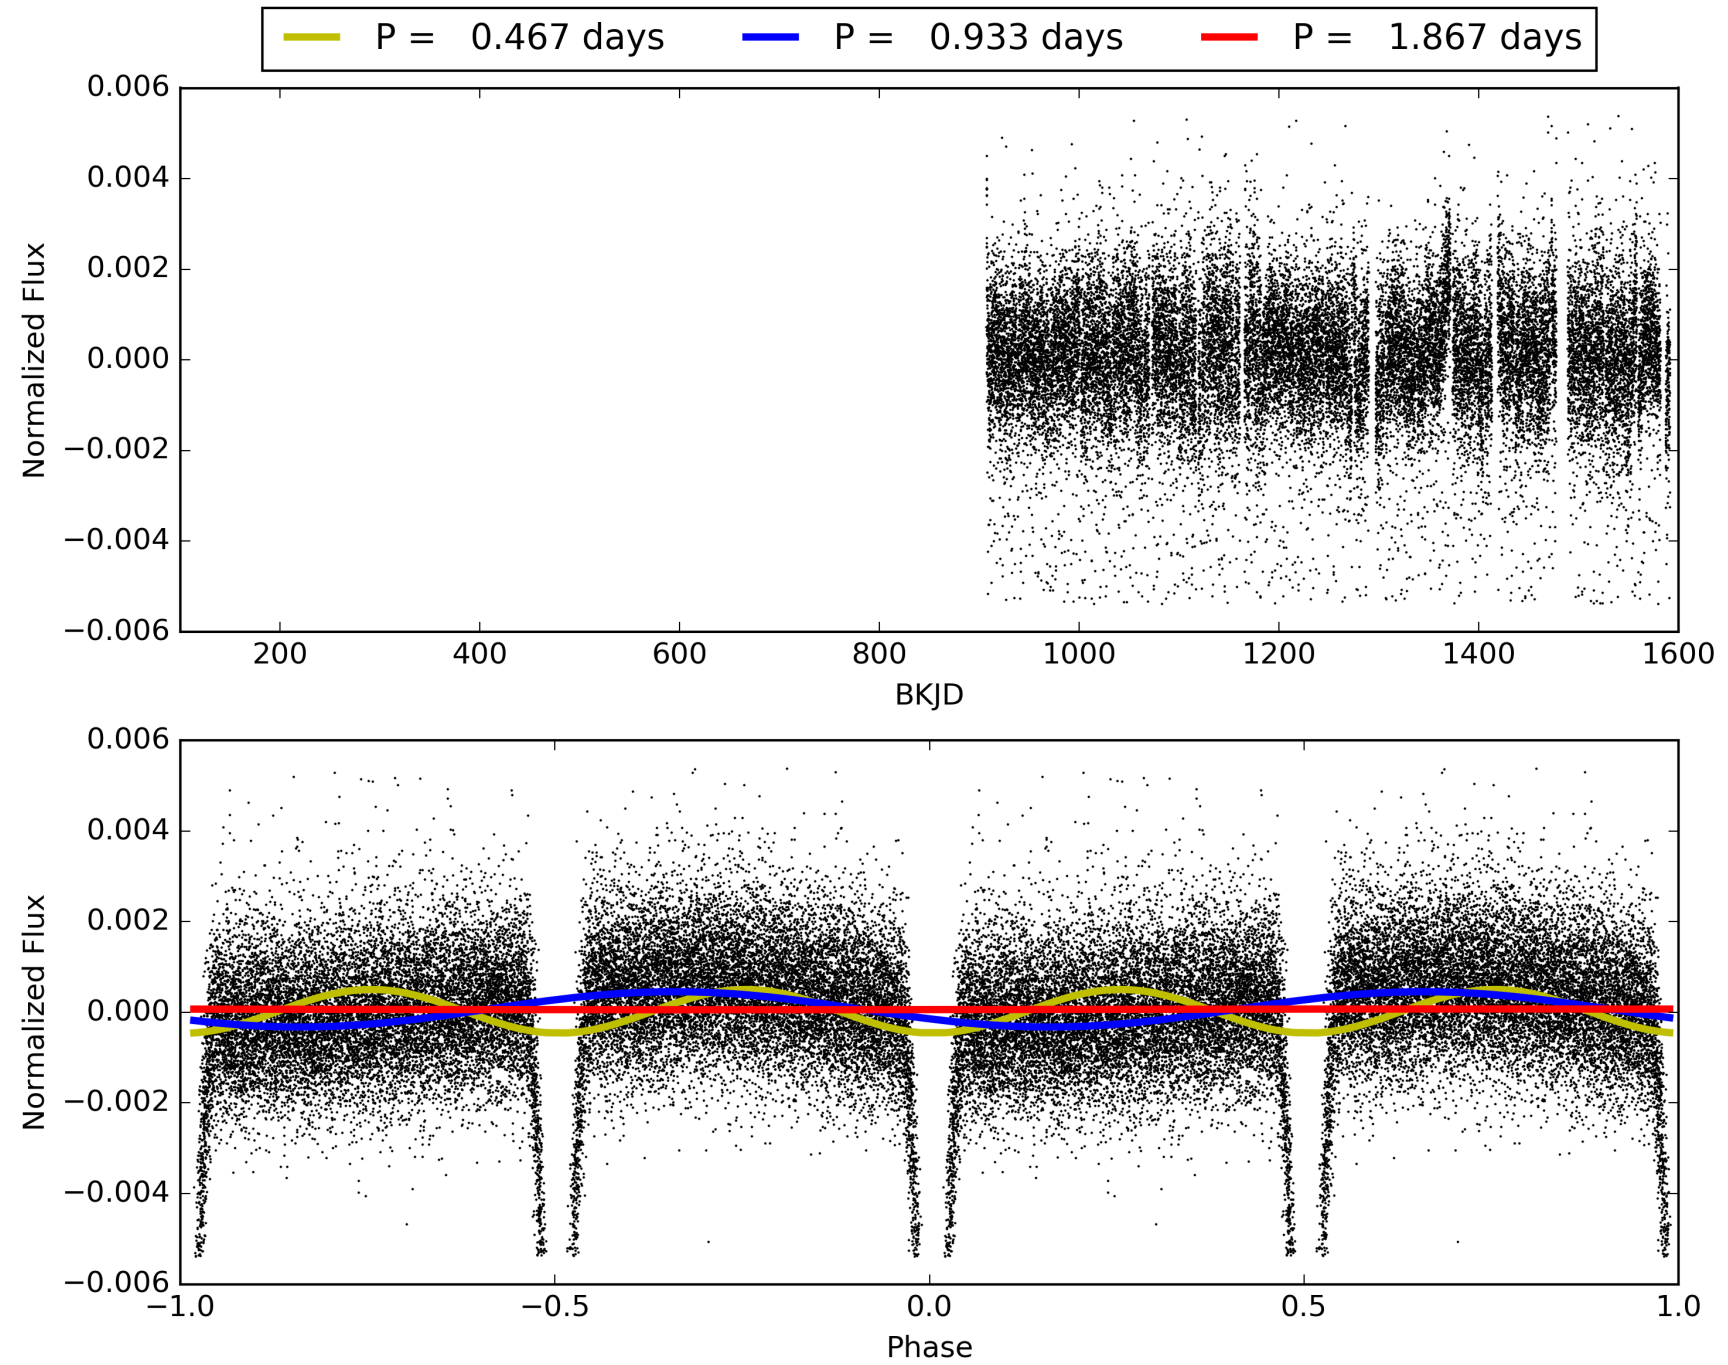 P = 0.467 days P = 0.933 days P = 1.867 days
0.006
0.004
0.002
0.000
−0.002
−0.004
−0.006
Normalized Flux
200 400 600 800 1000 1200 1400 1600
BKJD
0.006
0.004
0.002
0.000
−0.002
−0.004
−0.006
Normalized Flux
−1.0 −0.5 0.0 0.5 1.0
Phase